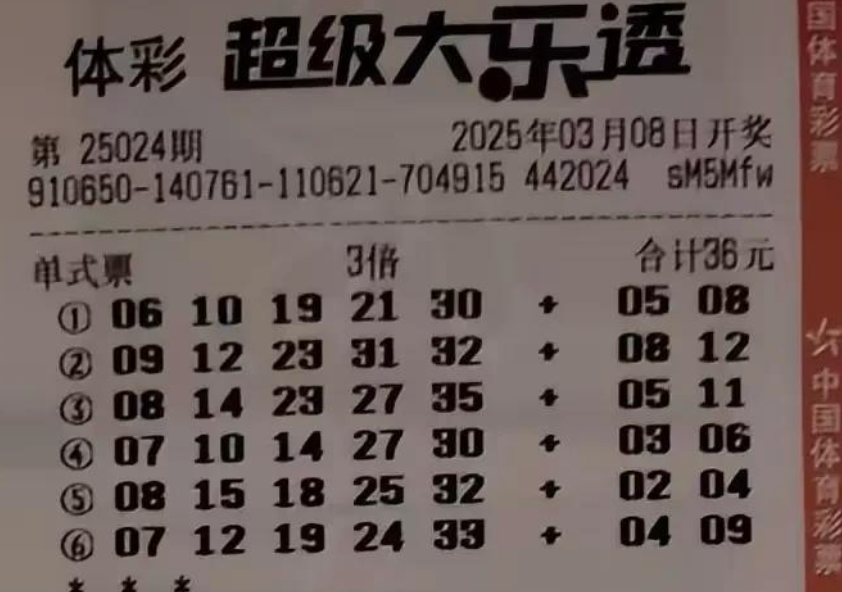 体彩 超级大乐透
第 25024期 2025年03月08日开奖
910650-140761-110621-704915 442024 sM5Mfw
单式票 3倍 合计36元
① 06 10 19 21 30 + 05 08
② 09 12 23 31 32 + 08 12
③ 08 14 23 27 35 + 05 11
④ 07 10 14 27 30 + 03 06
⑤ 08 15 18 25 32 + 02 04
⑥ 07 12 19 24 33 + 04 09
* * *
国体育彩票
中国体育彩票